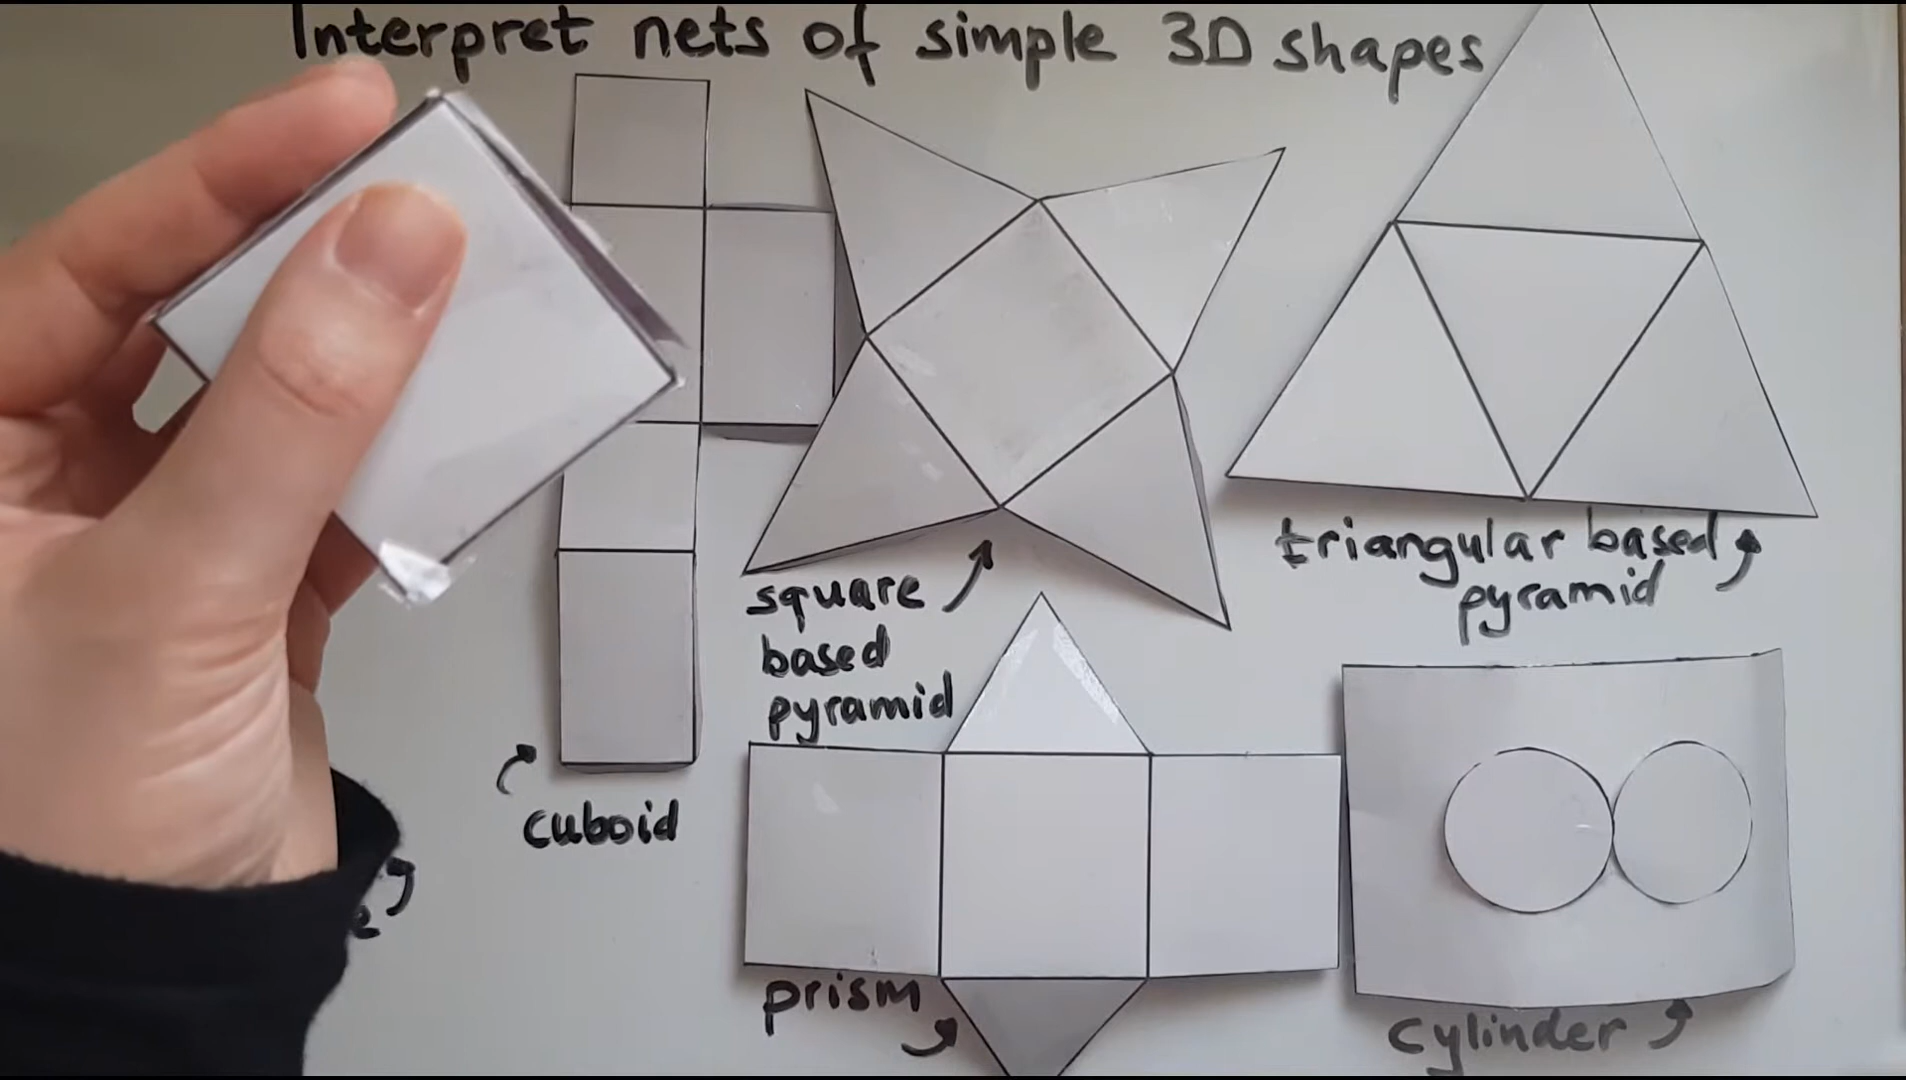 Interpret nets of simple 3D shapes
triangular based
pyramid
square
based
pyramid
cuboid
prism
cylinder